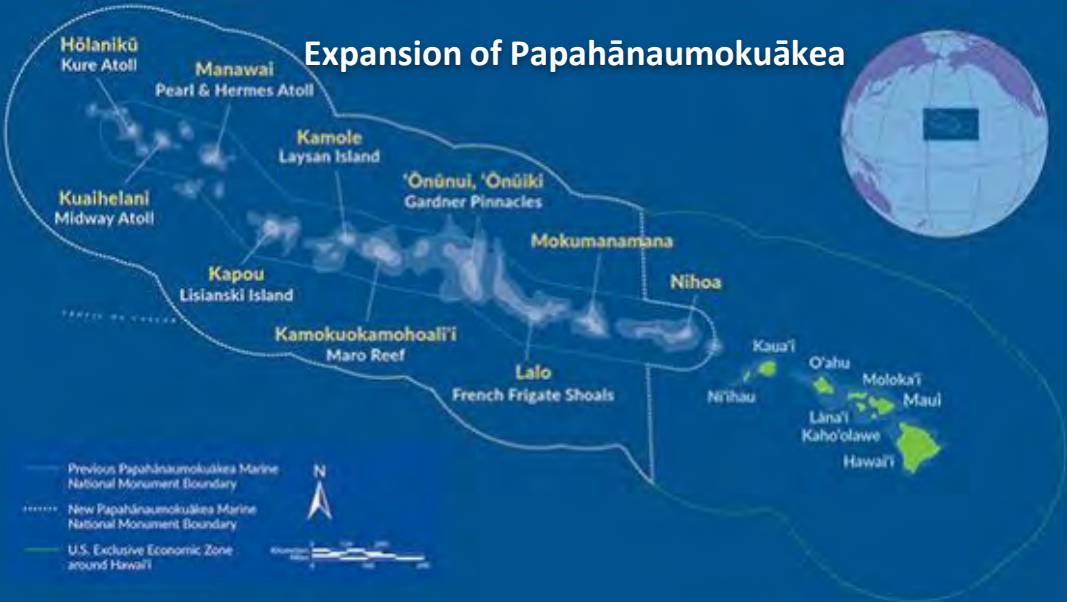 Expansion of Papahānaumokuākea
Hōlanikū
Kure Atoll
Manawai
Pearl & Hermes Atoll
Kamole
Laysan Island
ʻŌnūnui, ʻŌnūiki
Gardner Pinnacles
Kuaihelani
Midway Atoll
Mokumanamana
Kapou
Lisianski Island
Nihoa
Kamokuokamohoaliʻi
Maro Reef
Lalo
French Frigate Shoals
Kauaʻi
Niʻihau
Oʻahu
Molokaʻi
Maui
Lānaʻi
Kahoʻolawe
Hawaiʻi
Previous Papahānaumokuākea Marine
National Monument Boundary
New Papahānaumokuākea Marine
National Monument Boundary
U.S. Exclusive Economic Zone
around Hawaiʻi
N
Kilometers
Miles